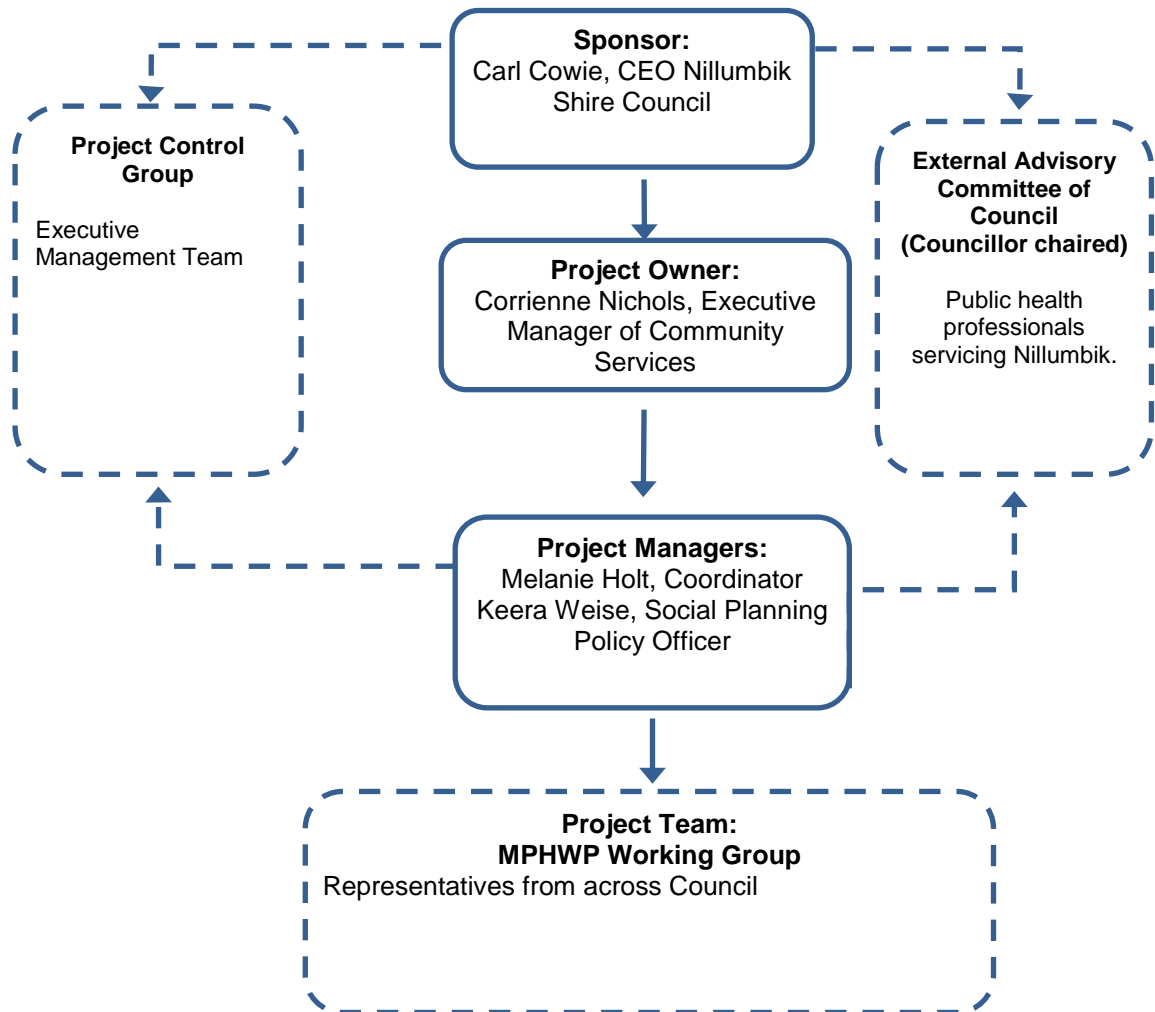 Sponsor:
Carl Cowie, CEO Nillumbik
Shire Council
Project Control
Group
Executive
Management Team
External Advisory
Committee of
Council
(Councillor chaired)
Public health
professionals
servicing Nillumbik.
Project Owner:
Corrienne Nichols, Executive
Manager of Community
Services
Project Managers:
Melanie Holt, Coordinator
Keera Weise, Social Planning
Policy Officer
Project Team:
MPHWP Working Group
Representatives from across Council